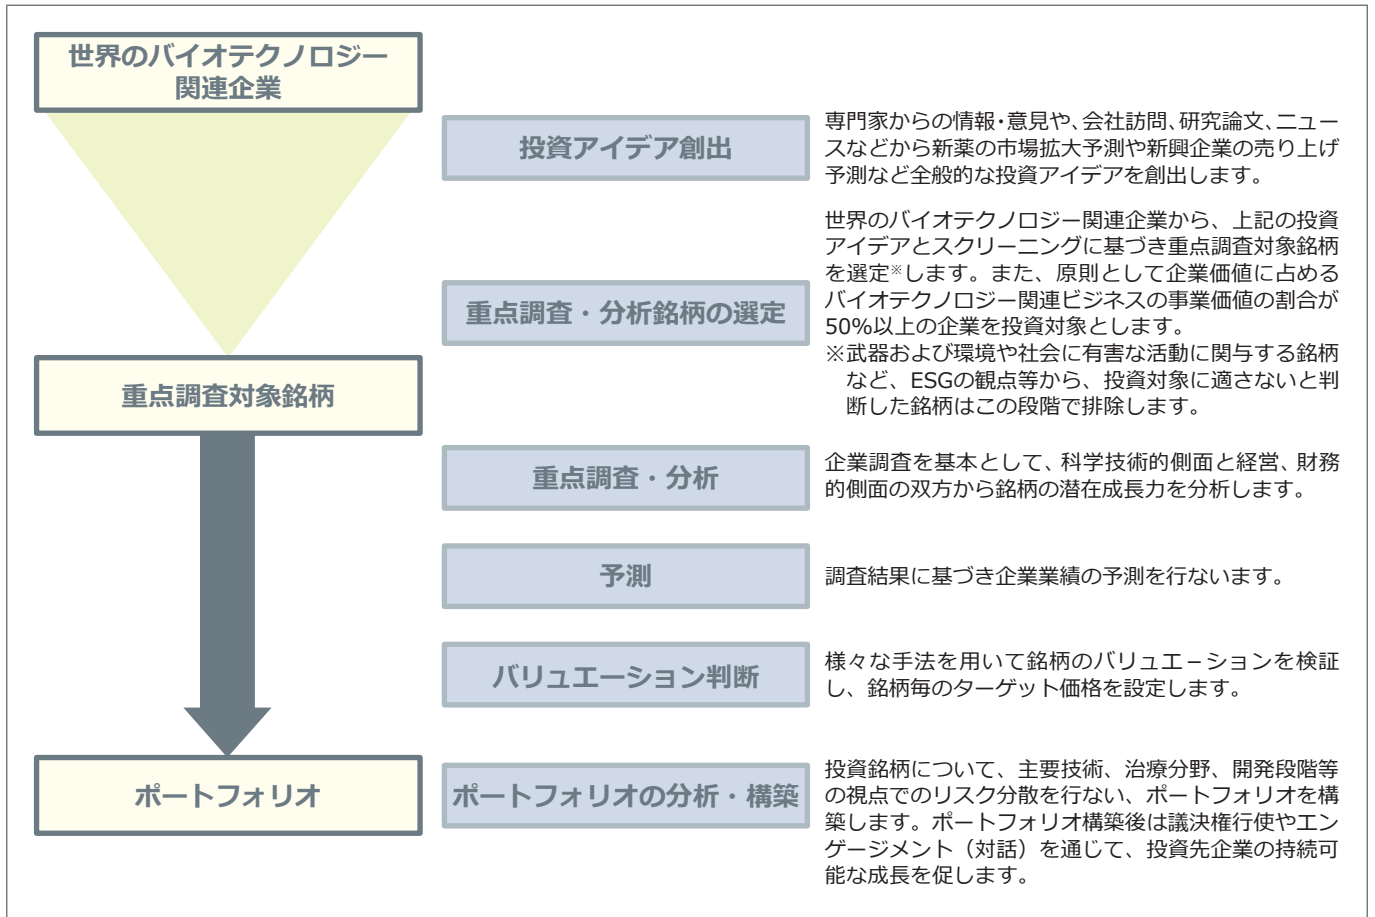 世界のバイオテクノロジー
関連企業
投資アイデア創出
専門家からの情報・意見や、会社訪問、研究論文、ニュー
スなどから新薬の市場拡大予測や新興企業の売り上げ
予測など全般的な投資アイデアを創出します。
重点調査・分析銘柄の選定
世界のバイオテクノロジー関連企業から、上記の投資
アイデアとスクリーニングに基づき重点調査対象銘柄
を選定※します。また、原則として企業価値に占める
バイオテクノロジー関連ビジネスの事業価値の割合が
50%以上の企業を投資対象とします。
※武器および環境や社会に有害な活動に関与する銘柄
など、ESGの観点等から、投資対象に適さないと判
断した銘柄はこの段階で排除します。
重点調査対象銘柄
重点調査・分析
企業調査を基本として、科学技術的側面と経営、財務
的側面の双方から銘柄の潜在成長力を分析します。
予測
調査結果に基づき企業業績の予測を行ないます。
バリュエーション判断
様々な手法を用いて銘柄のバリュエ－ションを検証
し、銘柄毎のターゲット価格を設定します。
ポートフォリオ
ポートフォリオの分析・構築
投資銘柄について、主要技術、治療分野、開発段階等
の視点でのリスク分散を行ない、ポートフォリオを構
築します。ポートフォリオ構築後は議決権行使やエン
ゲージメント（対話）を通じて、投資先企業の持続可
能な成長を促します。